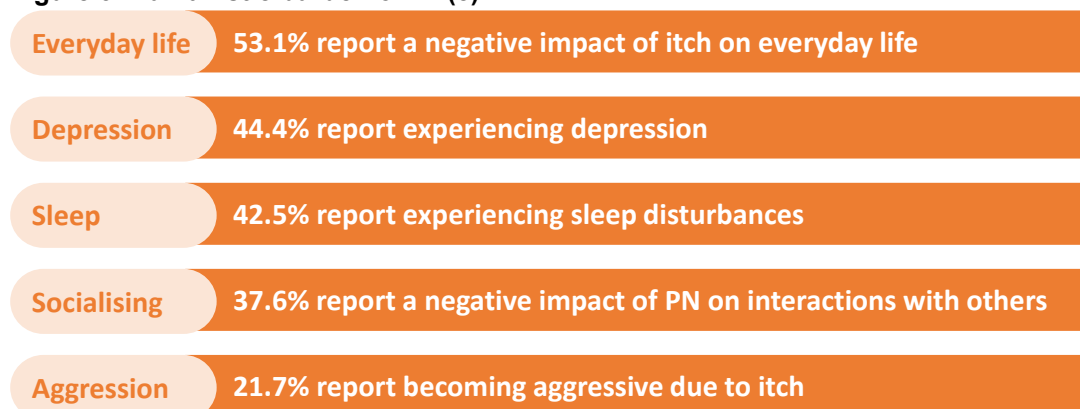 Everyday life 53.1% report a negative impact of itch on everyday life
Depression 44.4% report experiencing depression
Sleep 42.5% report experiencing sleep disturbances
Socialising 37.6% report a negative impact of PN on interactions with others
Aggression 21.7% report becoming aggressive due to itch